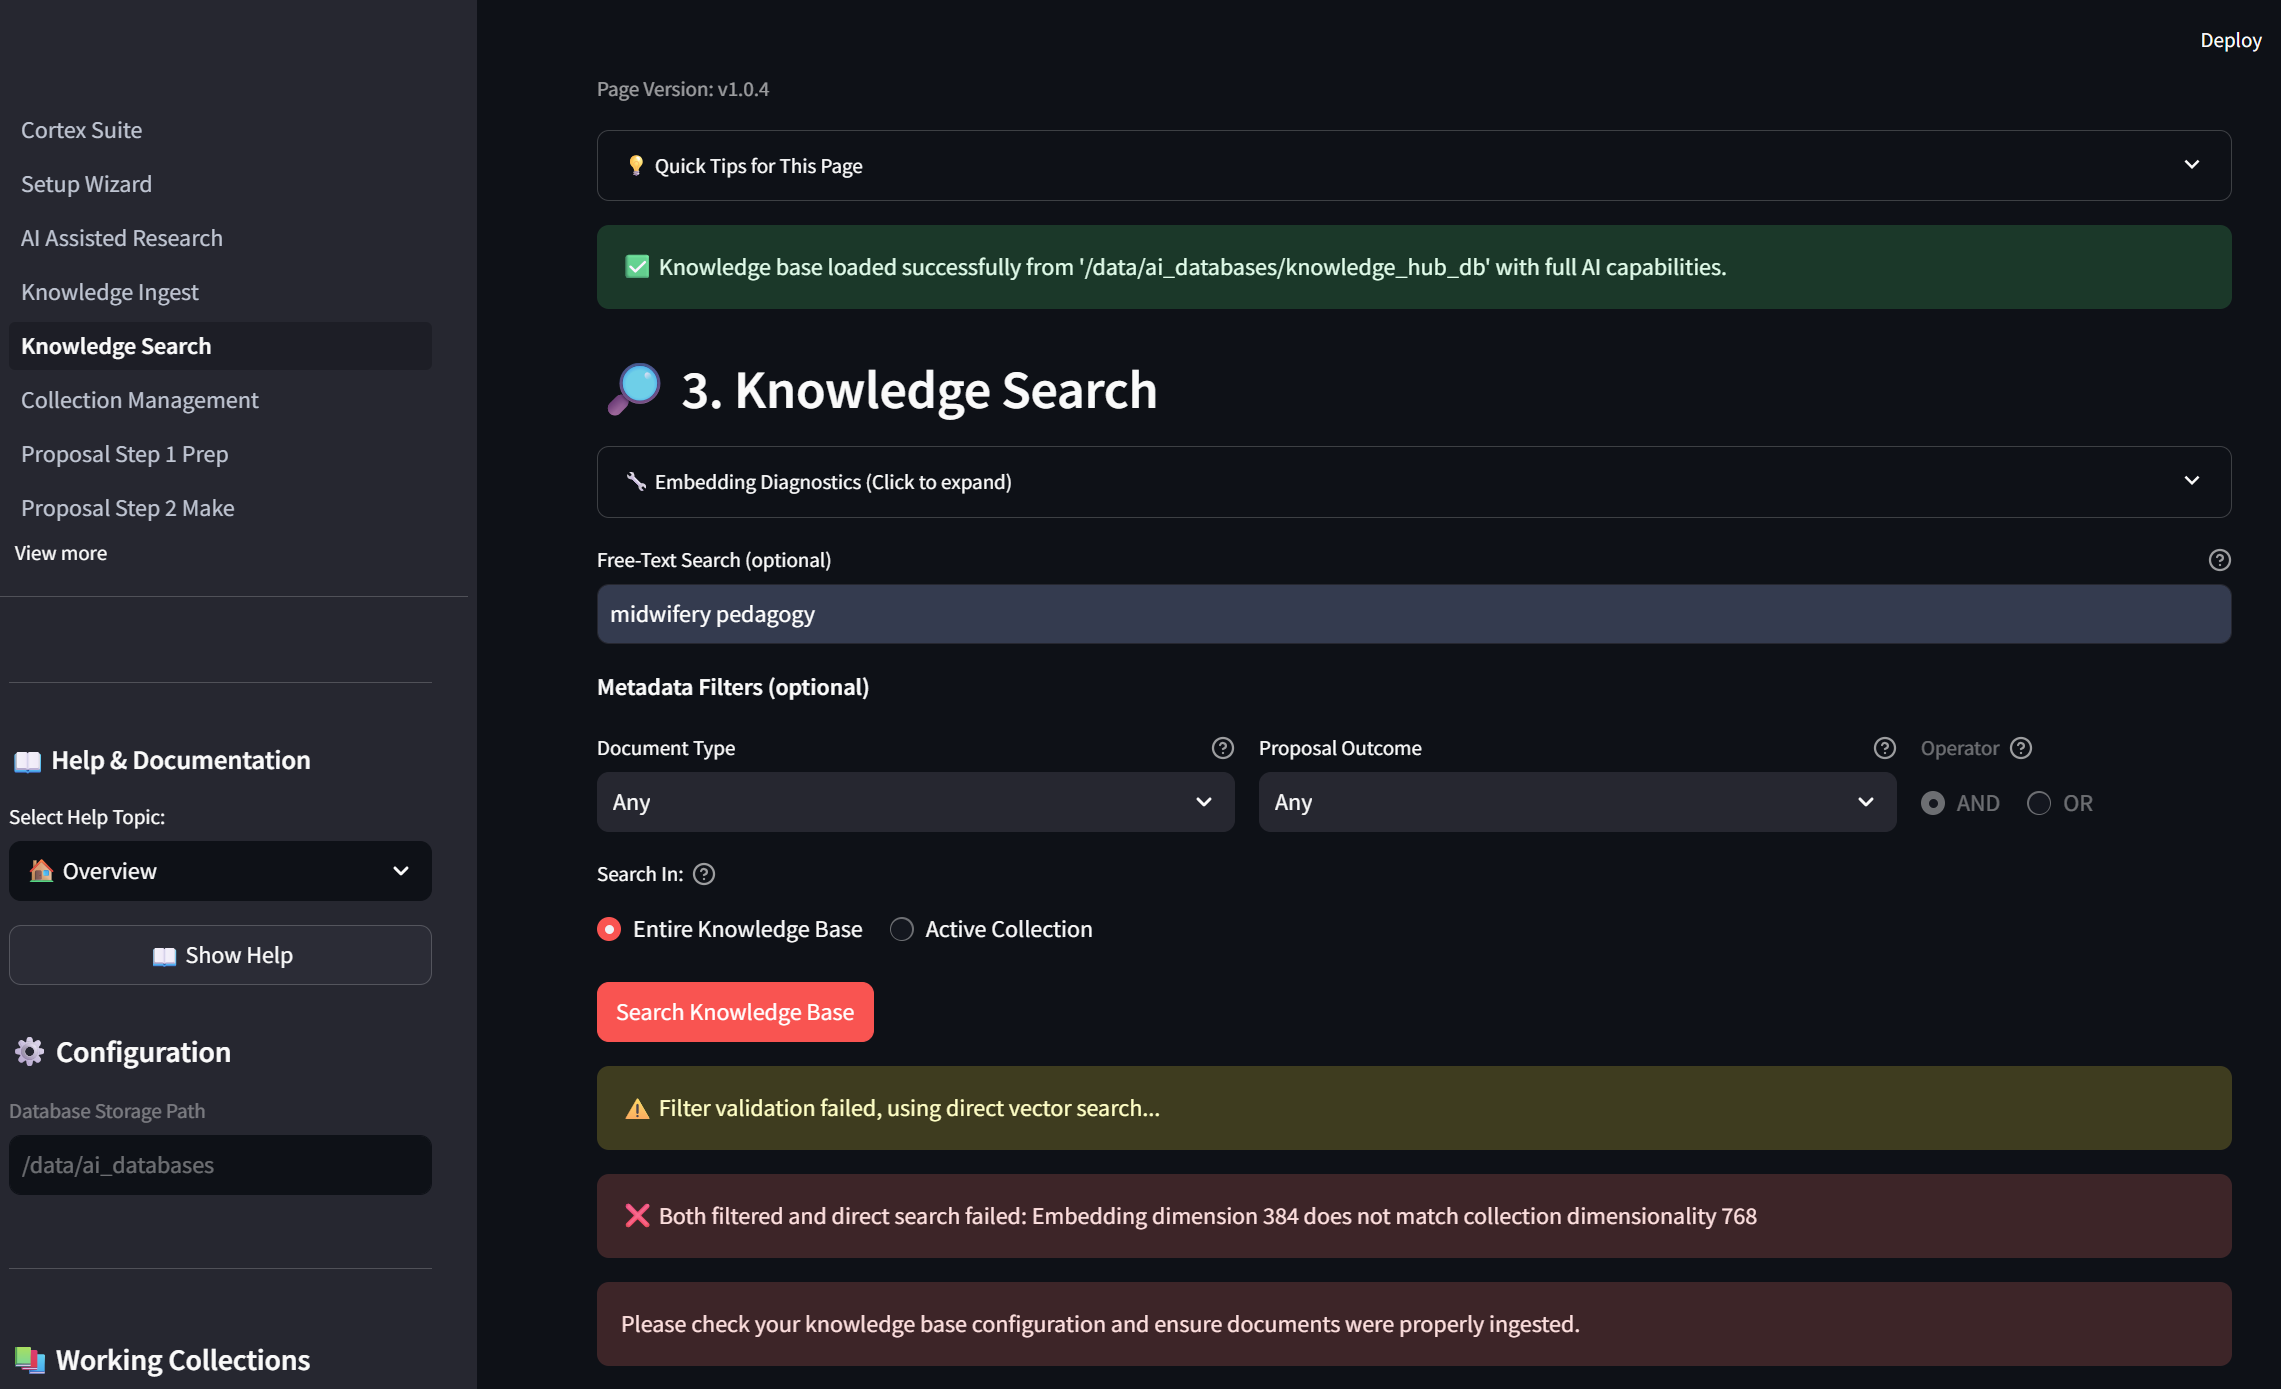 Deploy
Cortex Suite
Setup Wizard
AI Assisted Research
Knowledge Ingest
Knowledge Search
Collection Management
Proposal Step 1 Prep
Proposal Step 2 Make
View more
Help & Documentation
Select Help Topic:
Overview
Show Help
Configuration
Database Storage Path
/data/ai_databases
Working Collections
Page Version: v1.0.4
Quick Tips for This Page
Knowledge base loaded successfully from '/data/ai_databases/knowledge_hub_db' with full AI capabilities.
3. Knowledge Search
Embedding Diagnostics (Click to expand)
Free-Text Search (optional)
midwifery pedagogy
Metadata Filters (optional)
Document Type
Proposal Outcome
Operator
Any
Any
AND OR
Search In:
Entire Knowledge Base Active Collection
Search Knowledge Base
Filter validation failed, using direct vector search...
Both filtered and direct search failed: Embedding dimension 384 does not match collection dimensionality 768
Please check your knowledge base configuration and ensure documents were properly ingested.